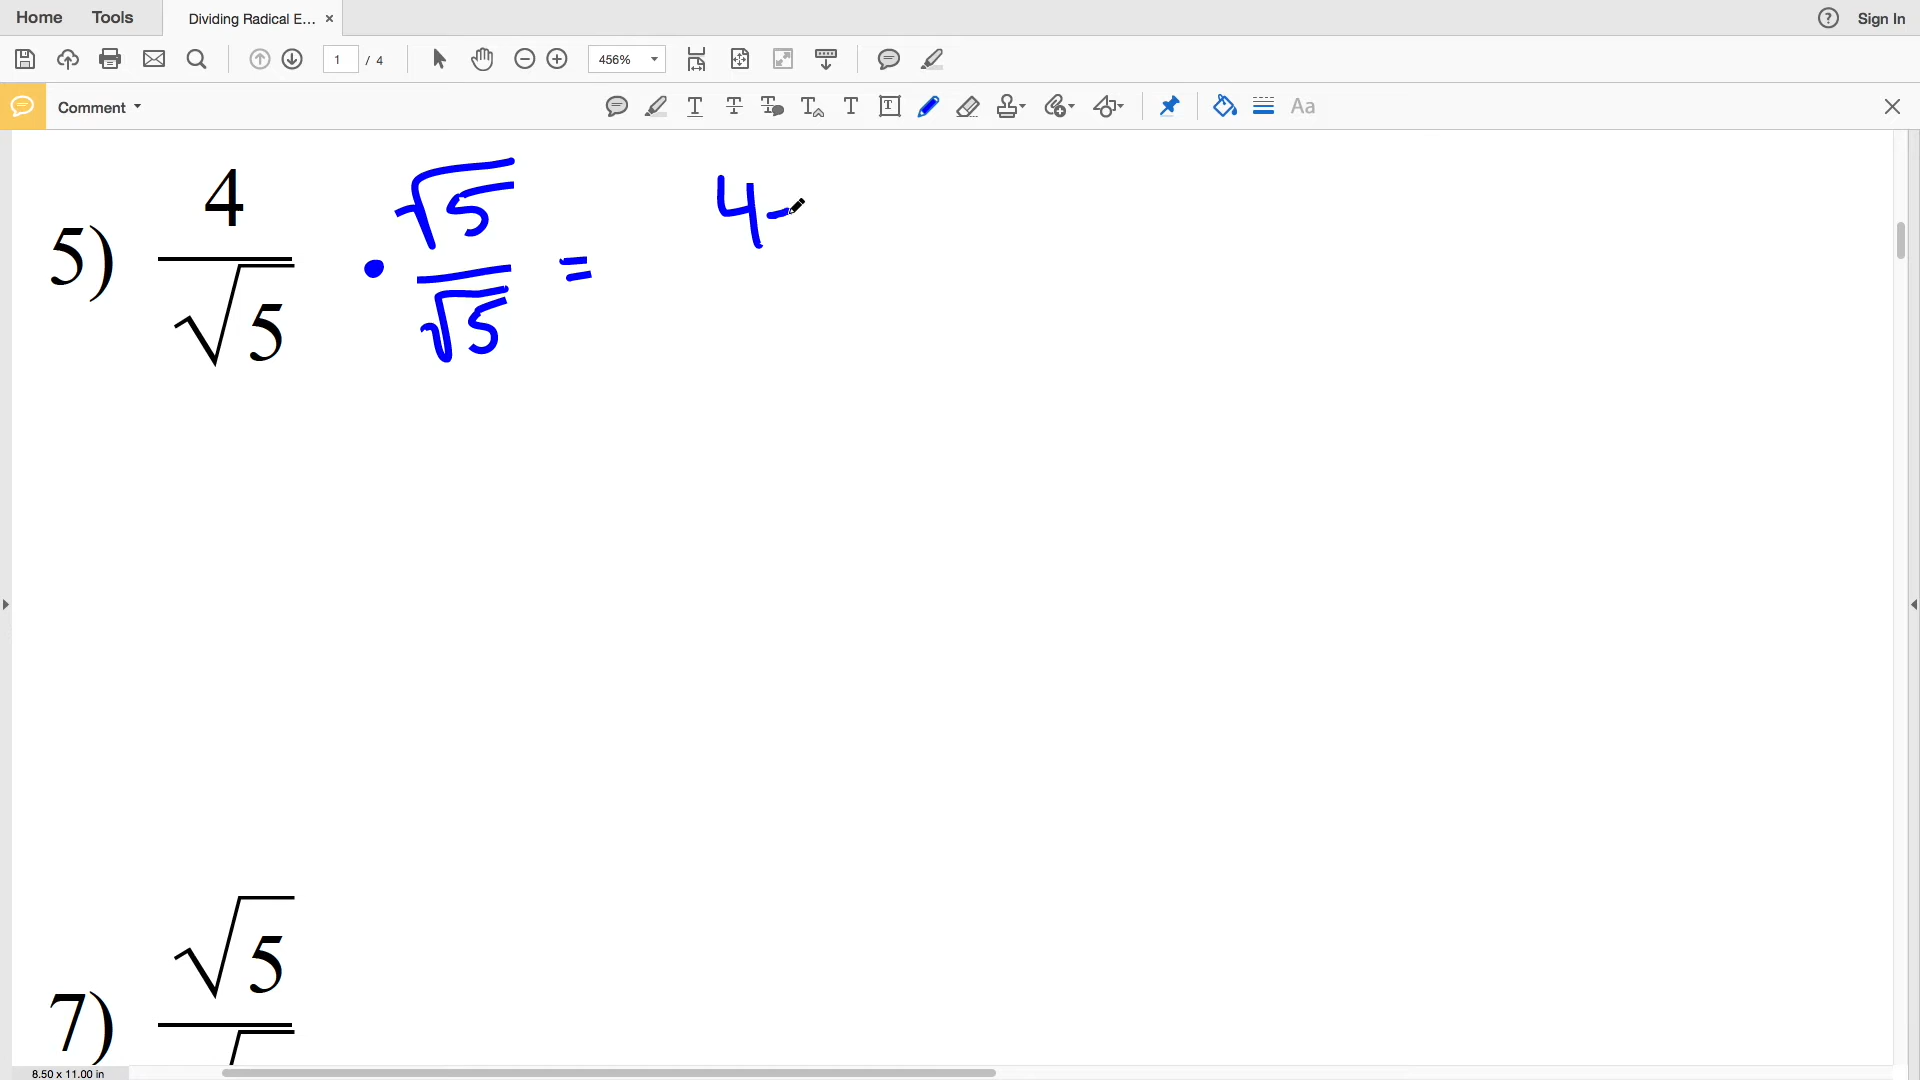 Home Tools Dividing Radical E... × ? Sign In
1 / 4 456%
Comment T T T T T T Aa
5) 4/√5 • √5/√5 = 4-
7) √5/√
8.50 x 11.00 in